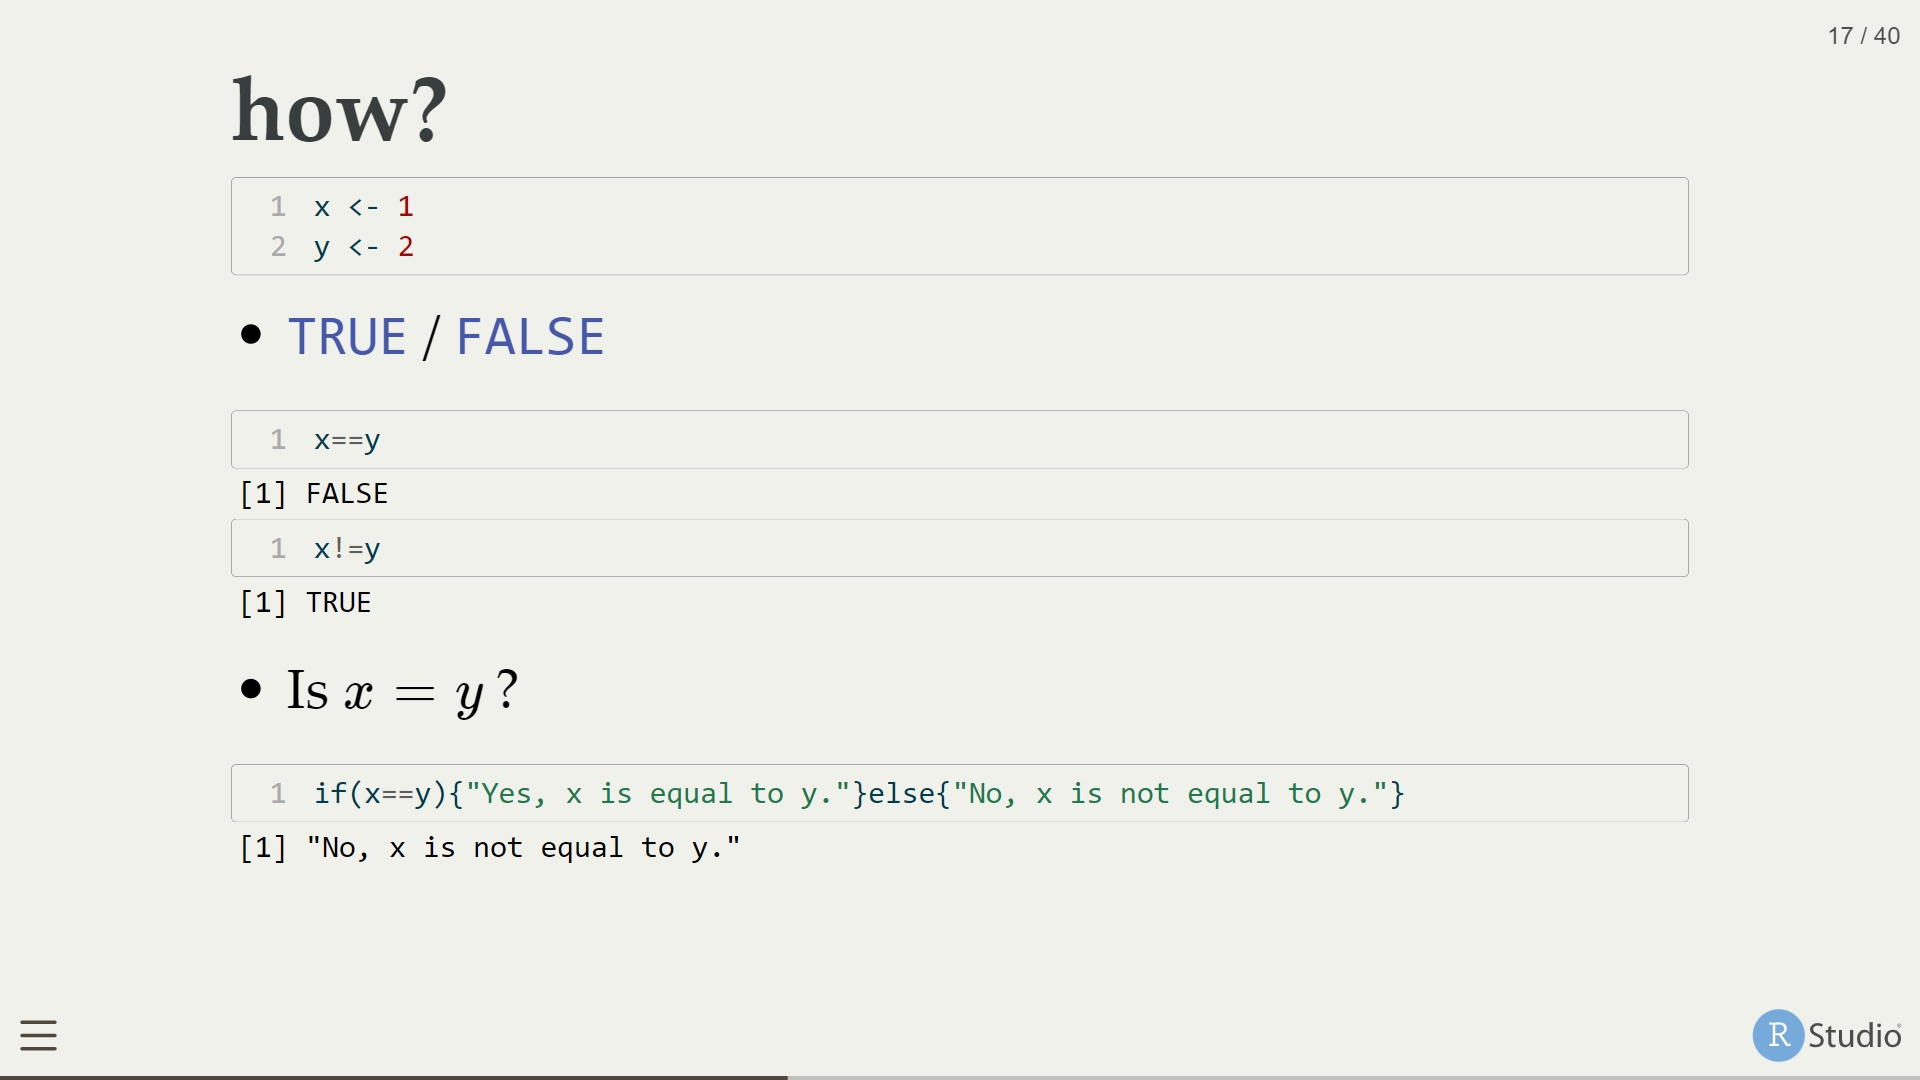 17 / 40
how?
1 x <- 1
2 y <- 2
• TRUE / FALSE
1 x==y
[1] FALSE
1 x!=y
[1] TRUE
• Is x = y ?
1 if(x==y){"Yes, x is equal to y."}else{"No, x is not equal to y."}
[1] "No, x is not equal to y."
R Studio